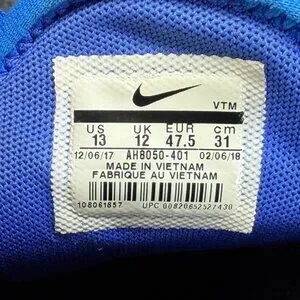 VTM
US UK EUR cm
13 12 47.5 31
12/06/17 AH8050-401 02/06/18
MADE IN VIETNAM
FABRIQUE AU VIETNAM
108061857 UPC 00820652527430